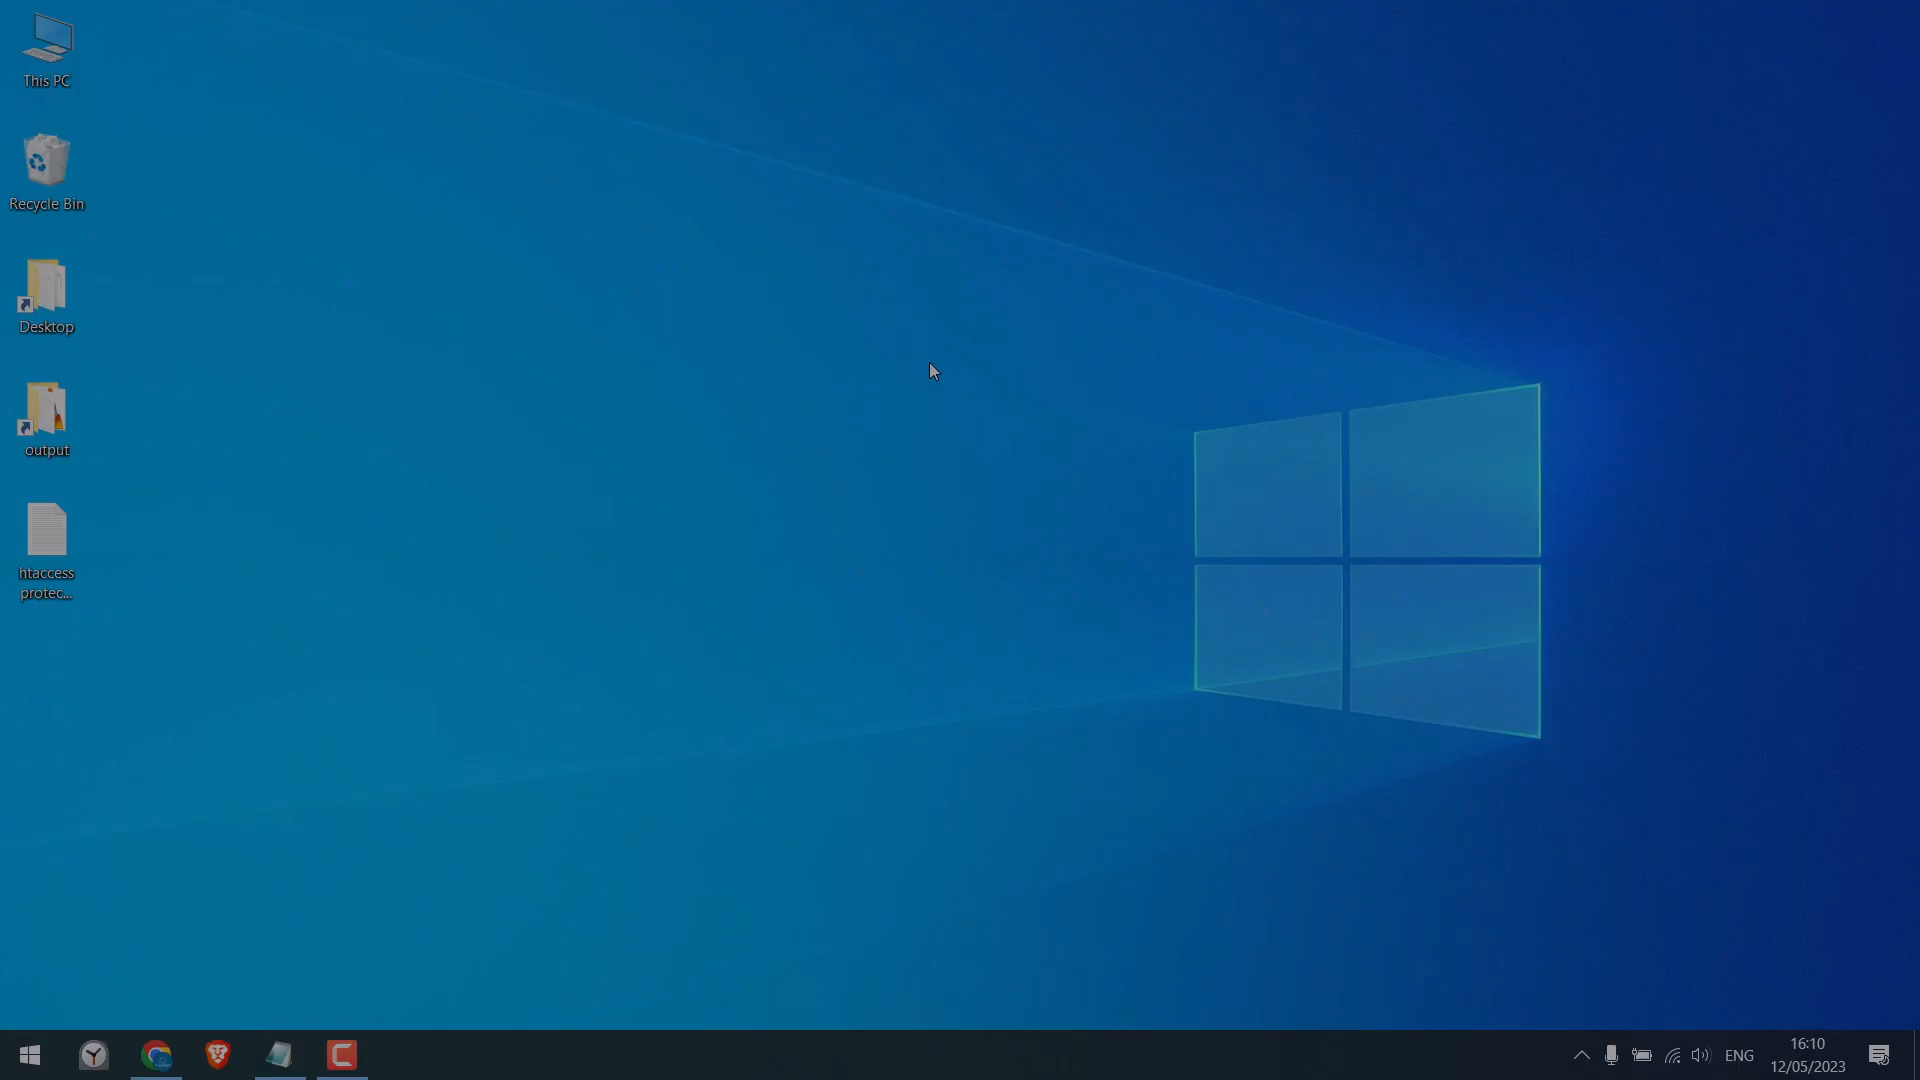 This PC
Recycle Bin
Desktop
output
htaccess
protec...
ENG
16:10
12/05/2023